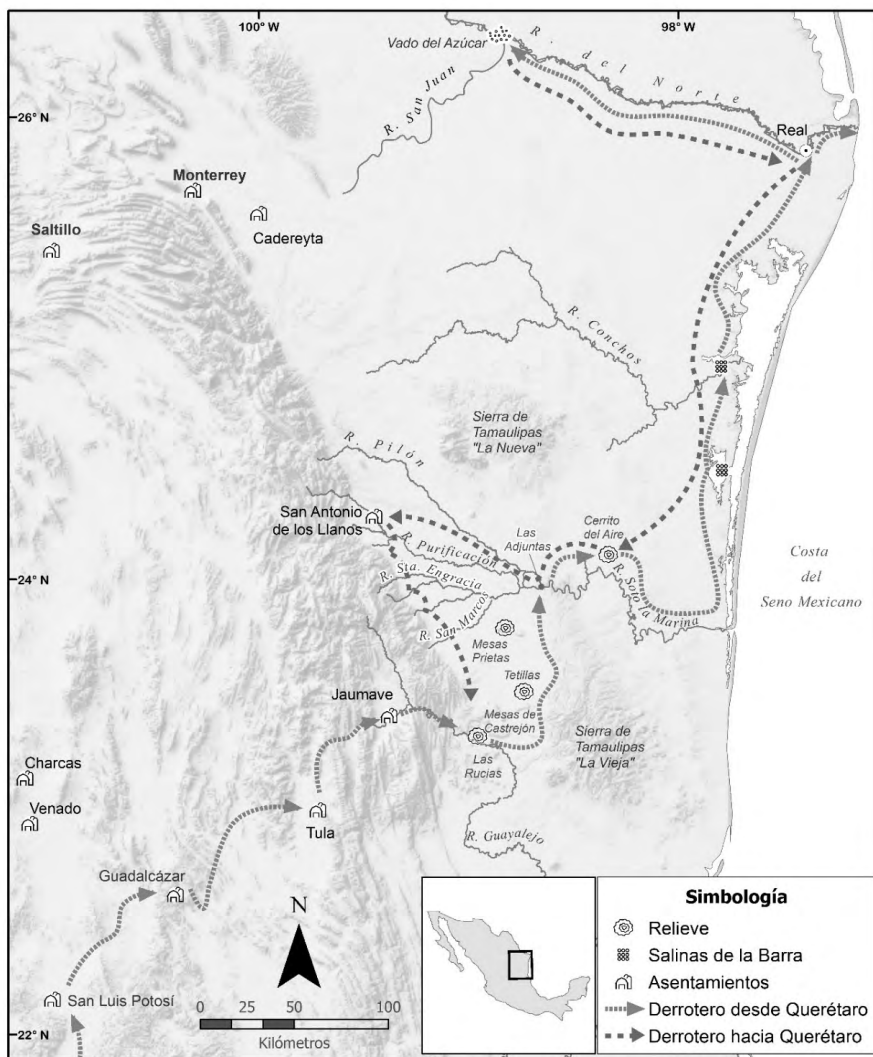 100° W
98° W
Vado del Azúcar
R. del Norte
R. San Juan
26° N
Real
Monterrey
Saltillo
Cadereyta
R. Conchos
Sierra de
Tamaulipas
"La Nueva"
R. Pilón
San Antonio
de los Llanos
Las
Adjuntas
Cerrito
del Aire
R. Purificación
24° N
R. Sta. Engracia
R. Soto la Marina
R. San Marcos
Costa
del
Seno Mexicano
Mesas
Prietas
Tetillas
Jaumave
Mesas de
Castrejón
Sierra de
Tamaulipas
"La Vieja"
Las
Rucias
Charcas
Venado
Tula
R. Guayalejo
Guadalcázar
N
San Luis Potosí
0 25 50 100
Kilómetros
22° N
Simbología
Relieve
Salinas de la Barra
Asentamientos
Derrotero desde Querétaro
Derrotero hacia Querétaro